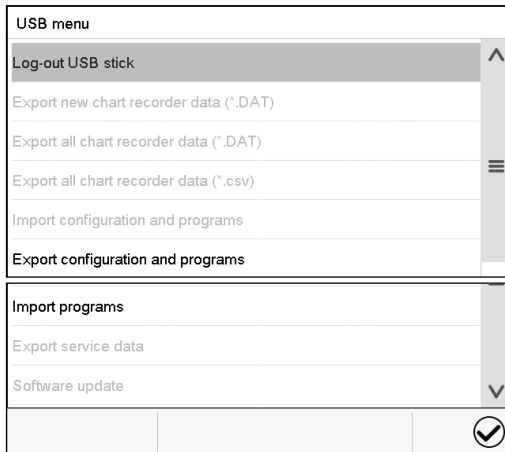 USB menu
Log-out USB stick
Export new chart recorder data (*.DAT)
Export all chart recorder data (*.DAT)
Export all chart recorder data (*.csv)
Import configuration and programs
Export configuration and programs
Import programs
Export service data
Software update